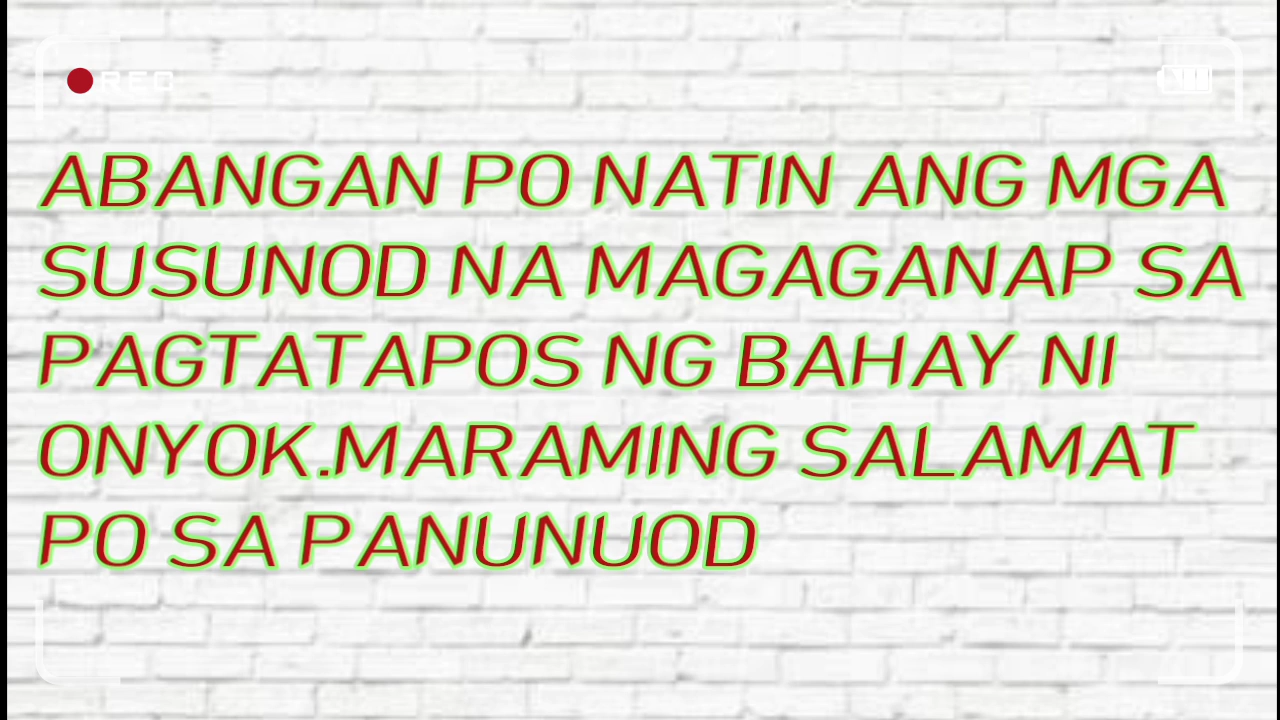 REC
ABANGAN PO NATIN ANG MGA
SUSUNOD NA MAGAGANAP SA
PAGTATAPOS NG BAHAY NI
ONYOK.MARAMING SALAMAT
PO SA PANUNUOD